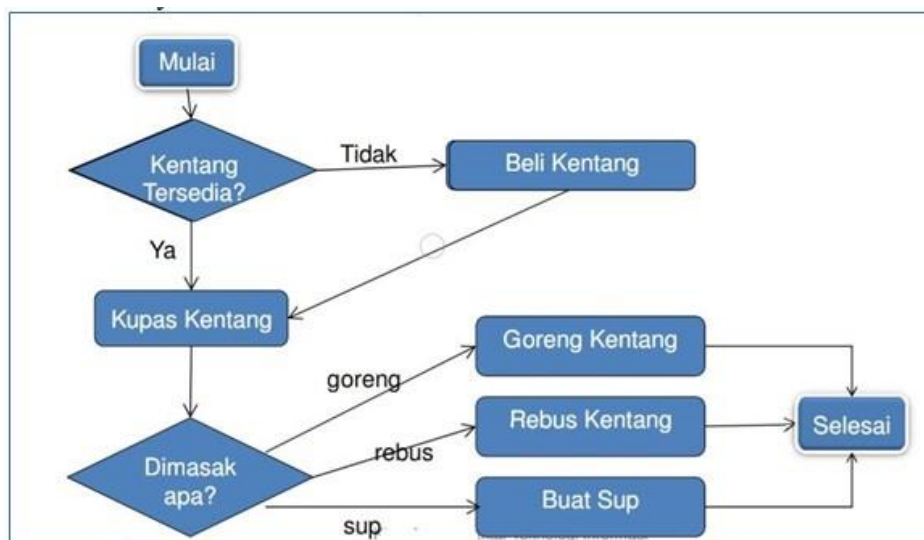 Mulai
Kentang
Tersedia?
Tidak
Beli Kentang
Ya
Kupas Kentang
Dimasak
apa?
goreng
Goreng Kentang
rebus
Rebus Kentang
sup
Buat Sup
Selesai